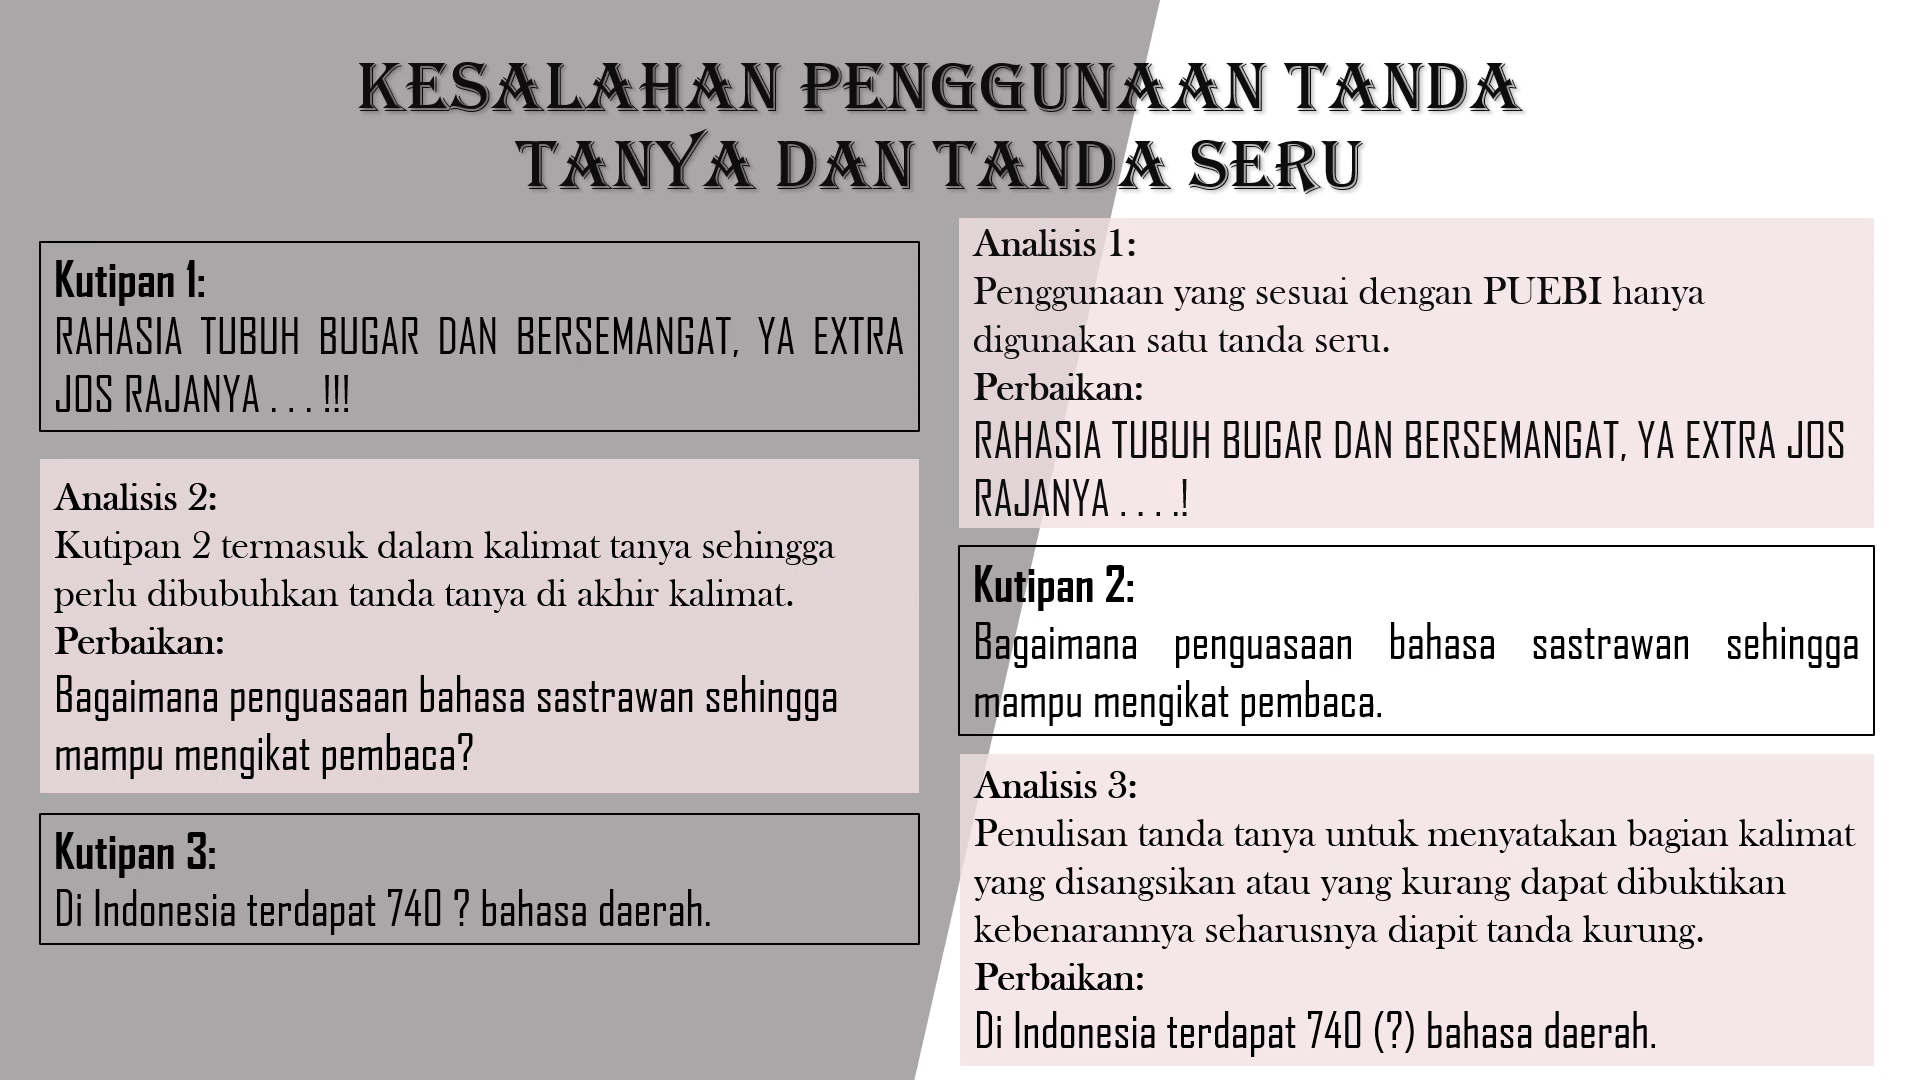 KESALAHAN PENGGUNAAN TANDA
TANYA DAN TANDA SERU
Kutipan 1:
RAHASIA TUBUH BUGAR DAN BERSEMANGAT, YA EXTRA
JOS RAJANYA . . . !!!
Analisis 1:
Penggunaan yang sesuai dengan PUEBI hanya
digunakan satu tanda seru.
Perbaikan:
RAHASIA TUBUH BUGAR DAN BERSEMANGAT, YA EXTRA JOS
RAJANYA . . . .!
Kutipan 2:
Bagaimana penguasaan bahasa sastrawan sehingga
mampu mengikat pembaca.
Analisis 2:
Kutipan 2 termasuk dalam kalimat tanya sehingga
perlu dibubuhkan tanda tanya di akhir kalimat.
Perbaikan:
Bagaimana penguasaan bahasa sastrawan sehingga
mampu mengikat pembaca?
Kutipan 3:
Di Indonesia terdapat 740 ? bahasa daerah.
Analisis 3:
Penulisan tanda tanya untuk menyatakan bagian kalimat
yang disangsikan atau yang kurang dapat dibuktikan
kebenarannya seharusnya diapit tanda kurung.
Perbaikan:
Di Indonesia terdapat 740 (?) bahasa daerah.